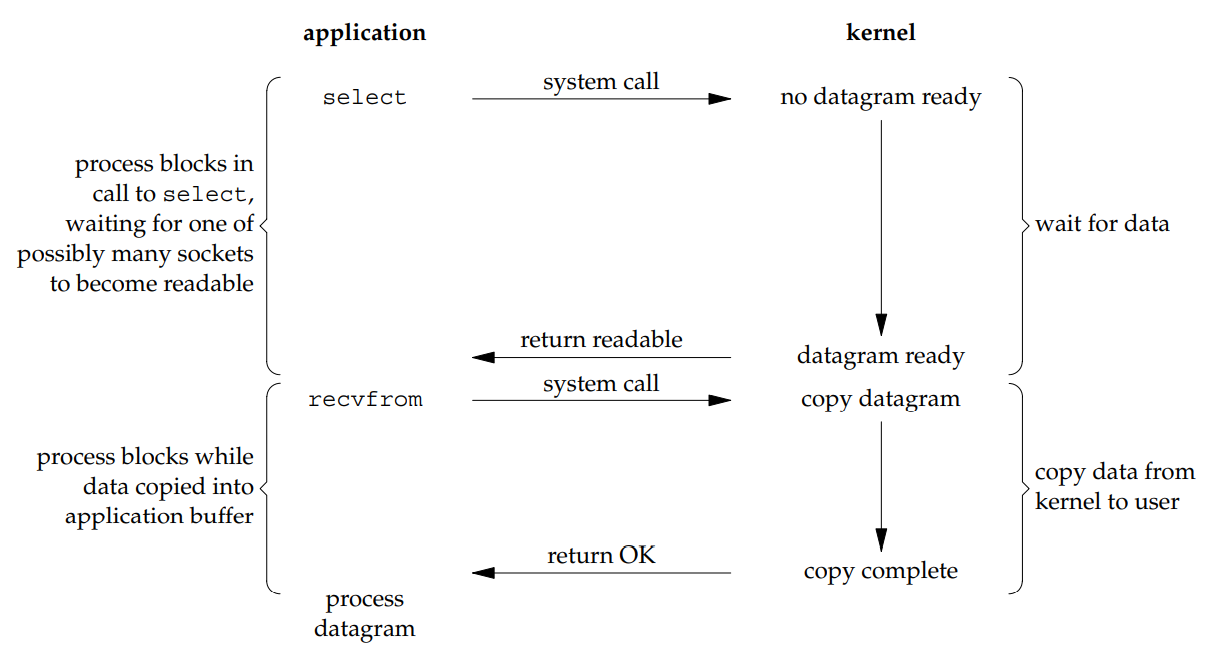 application
kernel
select
system call
no datagram ready
process blocks in
call to select,
waiting for one of
possibly many sockets
to become readable
wait for data
return readable
datagram ready
recvfrom
system call
copy datagram
process blocks while
data copied into
application buffer
copy data from
kernel to user
return OK
copy complete
process
datagram